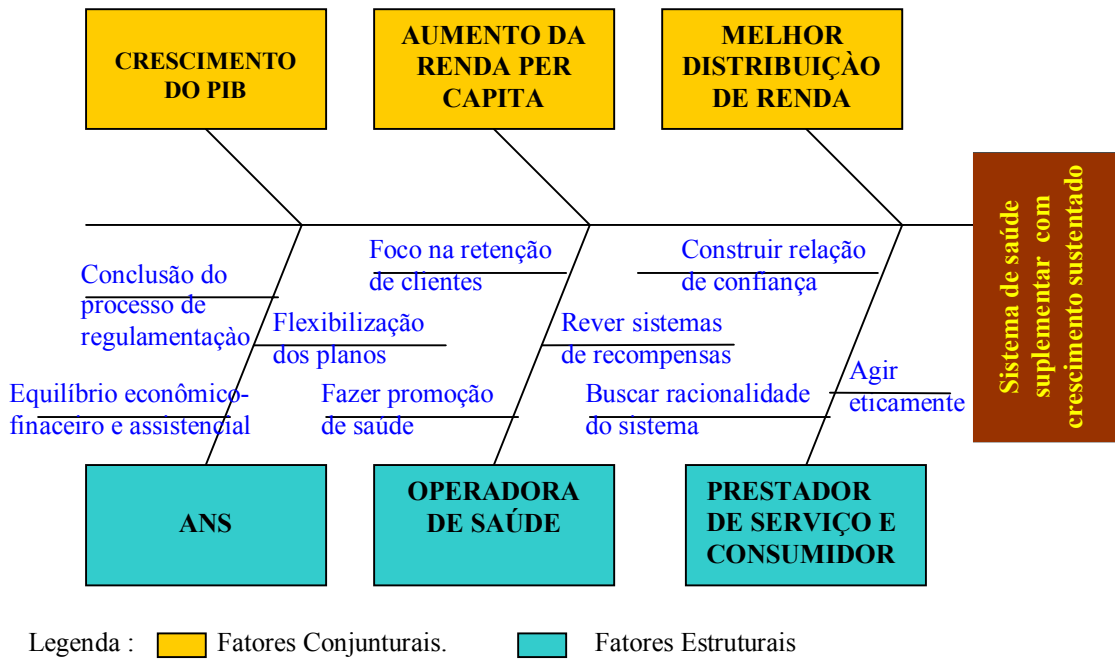 CRESCIMENTO
DO PIB
AUMENTO DA
RENDA PER
CAPITA
MELHOR
DISTRIBUIÇÀO
DE RENDA
Sistema de saúde
suplementar com
crescimento sustentado
Conclusão do
processo de
regulamentaçào
Flexibilização
dos planos
Equilíbrio econômico-
finaceiro e assistencial
Foco na retenção
de clientes
Rever sistemas
de recompensas
Fazer promoção
de saúde
Construir relação
de confiança
Agir
eticamente
Buscar racionalidade
do sistema
ANS
OPERADORA
DE SAÚDE
PRESTADOR
DE SERVIÇO E
CONSUMIDOR
Legenda : Fatores Conjunturais. Fatores Estruturais